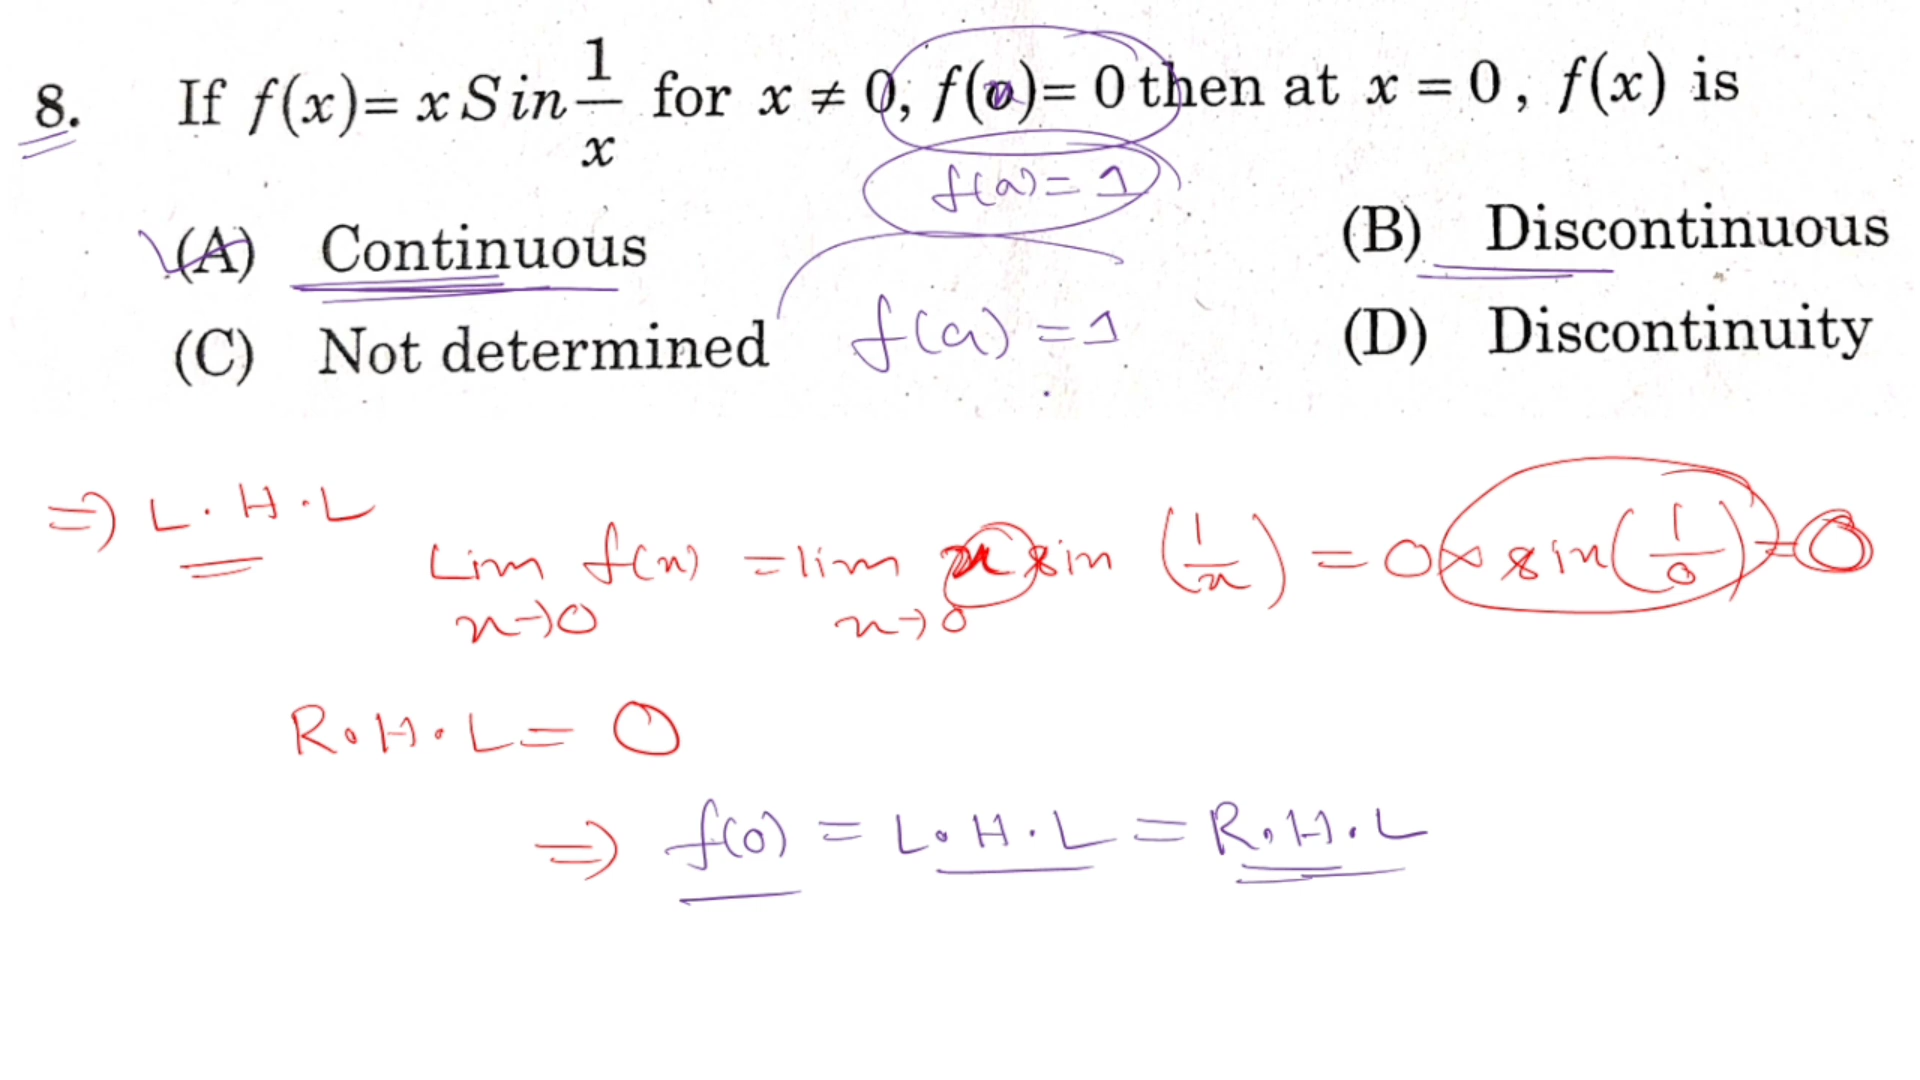 8. If f(x)= x Sin 1/x for x ≠ 0, f(0)= 0 then at x = 0, f(x) is
f(a) = 1
(A) Continuous (B) Discontinuous
(C) Not determined f(a) = 1 (D) Discontinuity
⇒ L.H.L
Lim x→0 f(x) = lim x→0 x sin (1/x) = 0 × sin(1/0) = 0
R.H.L = 0
⇒ f(0) = L.H.L = R.H.L